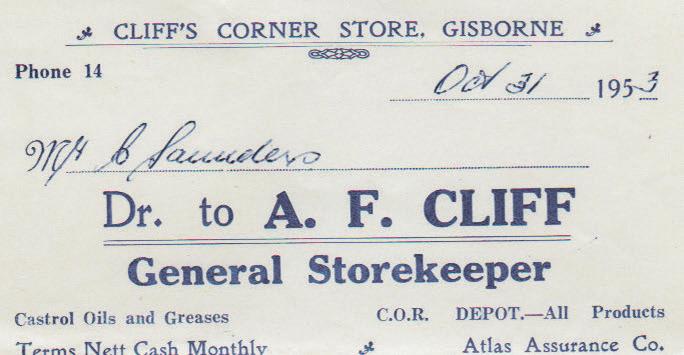 CLIFF'S CORNER STORE, GISBORNE
Phone 14
Oct 31 1953
Mr C Saunders
Dr. to A. F. CLIFF
General Storekeeper
Castrol Oils and Greases C.O.R. DEPOT.—All Products
Terms Nett Cash Monthly Atlas Assurance Co.